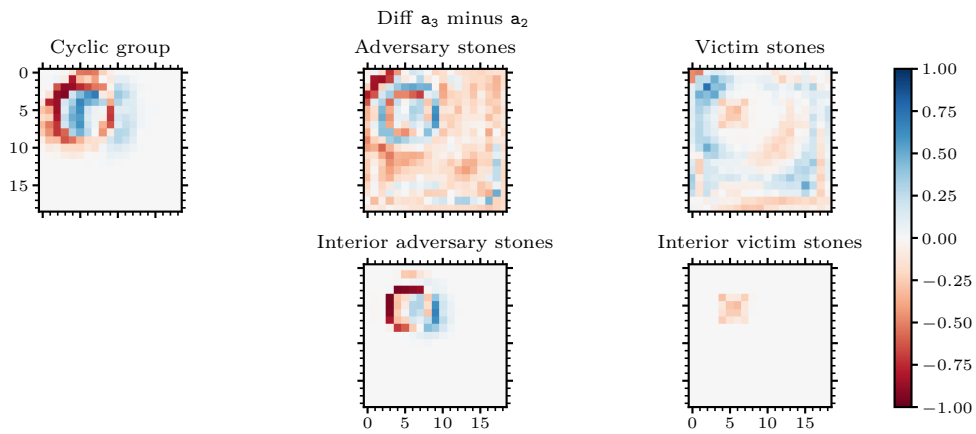 Diff a₃ minus a₂
Cyclic group
Adversary stones
Victim stones
0
5
10
15
1.00
0.75
0.50
0.25
0.00
−0.25
−0.50
−0.75
−1.00
Interior adversary stones
Interior victim stones
0 5 10 15
0 5 10 15